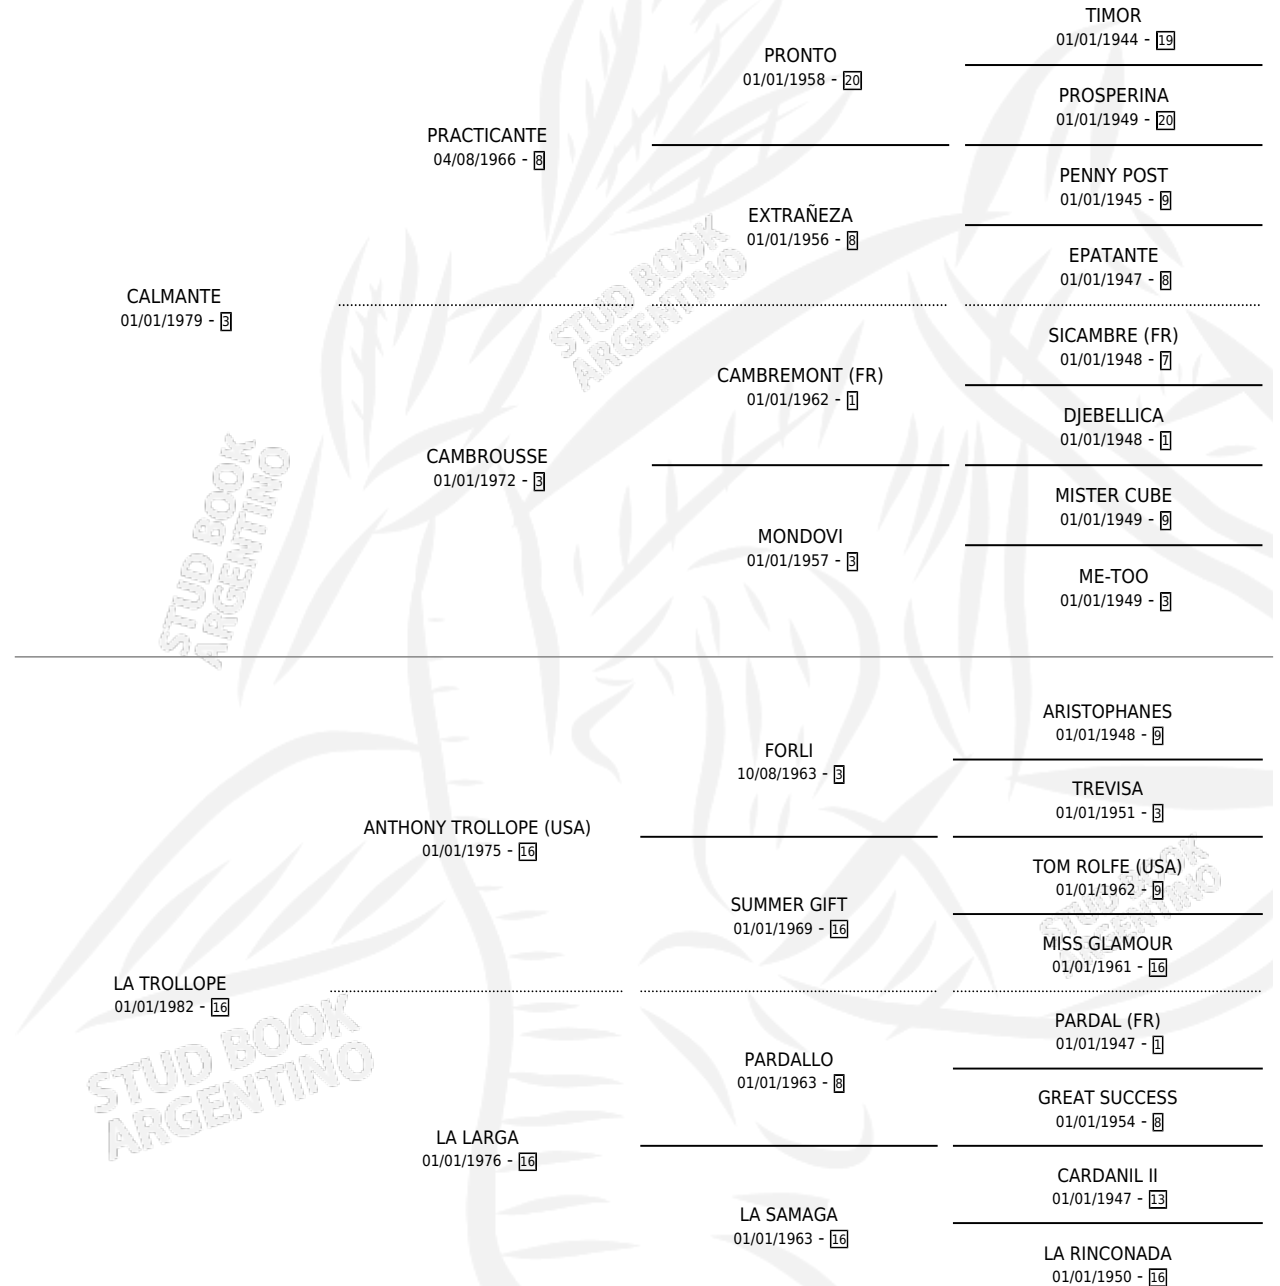 TIMOR
01/01/1944 - 19
PRONTO
01/01/1958 - 20
PROSPERINA
01/01/1949 - 20
PRACTICANTE
04/08/1966 - 8
PENNY POST
01/01/1945 - 9
EXTRAÑEZA
01/01/1956 - 8
EPATANTE
01/01/1947 - 8
CALMANTE
01/01/1979 - 3
SICAMBRE (FR)
01/01/1948 - 7
CAMBREMONT (FR)
01/01/1962 - 1
DJEBELLICA
01/01/1948 - 1
CAMBROUSSE
01/01/1972 - 3
MISTER CUBE
01/01/1949 - 9
MONDOVI
01/01/1957 - 3
ME-TOO
01/01/1949 - 3
STUD BOOK
ARGENTINO
STUD BOOK
ARGENTINO
ARISTOPHANES
01/01/1948 - 9
FORLI
10/08/1963 - 3
TREVISA
01/01/1951 - 3
ANTHONY TROLLOPE (USA)
01/01/1975 - 16
TOM ROLFE (USA)
01/01/1962 - 9
SUMMER GIFT
01/01/1969 - 16
MISS GLAMOUR
01/01/1961 - 16
LA TROLLOPE
01/01/1982 - 16
PARDAL (FR)
01/01/1947 - 1
PARDALLO
01/01/1963 - 8
GREAT SUCCESS
01/01/1954 - 8
LA LARGA
01/01/1976 - 16
CARDANIL II
01/01/1947 - 13
LA SAMAGA
01/01/1963 - 16
LA RINCONADA
01/01/1950 - 16
STUD BOOK
ARGENTINO
STUD BOOK
ARGENTINO